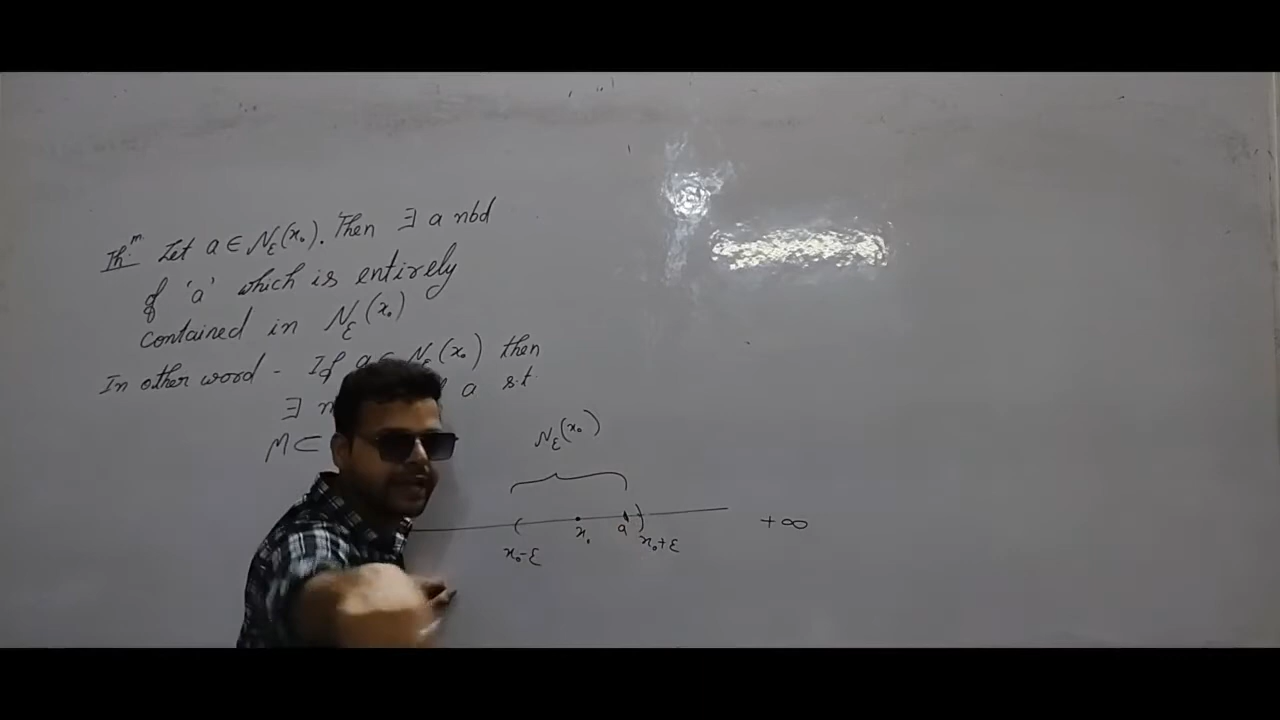 Th.ᵐ Let a ∈ N_ε(x₀). Then ∃ a nbd
of 'a' which is entirely
contained in N_ε(x₀)
In other word - If a ∈ N_ε(x₀) then
∃ a s.t.
M ⊂
N_ε(x₀)
( x₀ a ) +∞
x₀-ε x₀+ε